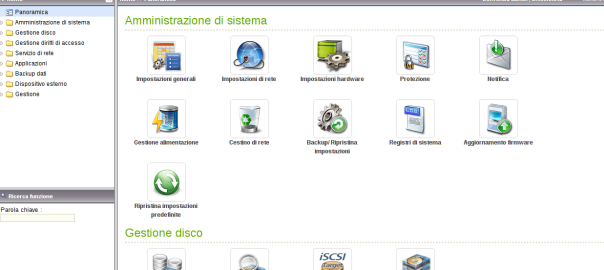 Panoramica
Amministrazione di sistema
Gestione disco
Gestione diritti di accesso
Servizio di rete
Applicazioni
Backup dati
Dispositivo esterno
Gestione
Ricerca funzione
Parola chiave :
Amministrazione di sistema
Impostazioni generali
Impostazioni di rete
Impostazioni hardware
Protezione
Notifica
Gestione alimentazione
Cestino di rete
Backup/Ripristina
impostazioni
Registri di sistema
Aggiornamento firmware
Ripristina impostazioni
predefinite
Gestione disco
iSCSI
Target